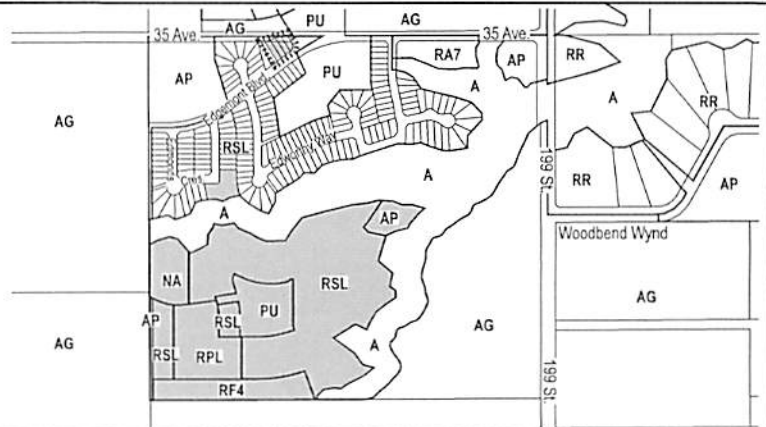 AG
PU
AG
35 Ave.
35 Ave.
RA7
AP
RR
AP
PU
A
A
RR
AG
Edgemont Blvd.
RSL
Edwonny Way
Cres
199 St.
RR
AP
A
A
AP
Woodbend Wynd
NA
RSL
AG
AP
RSL
PU
AG
AG
RSL
RPL
A
RF4
199 St.